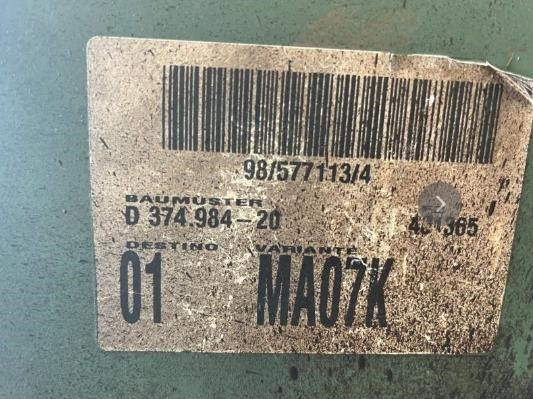 98/577113/4
BAUMUSTER
D 374.984-20
DESTINO VARIANTE
01 MA07K